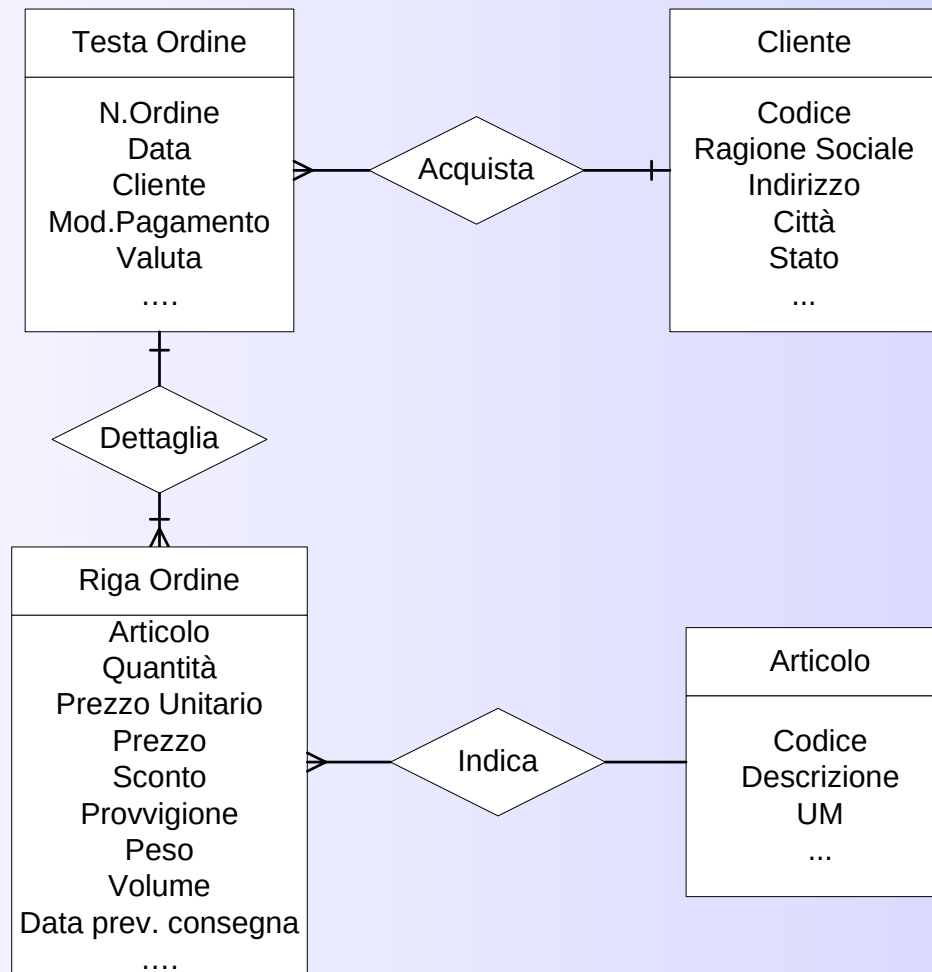 Testa Ordine
N.Ordine
Data
Cliente
Mod.Pagamento
Valuta
....
Acquista
Cliente
Codice
Ragione Sociale
Indirizzo
Città
Stato
...
Dettaglia
Riga Ordine
Articolo
Quantità
Prezzo Unitario
Prezzo
Sconto
Provvigione
Peso
Volume
Data prev. consegna
....
Indica
Articolo
Codice
Descrizione
UM
...